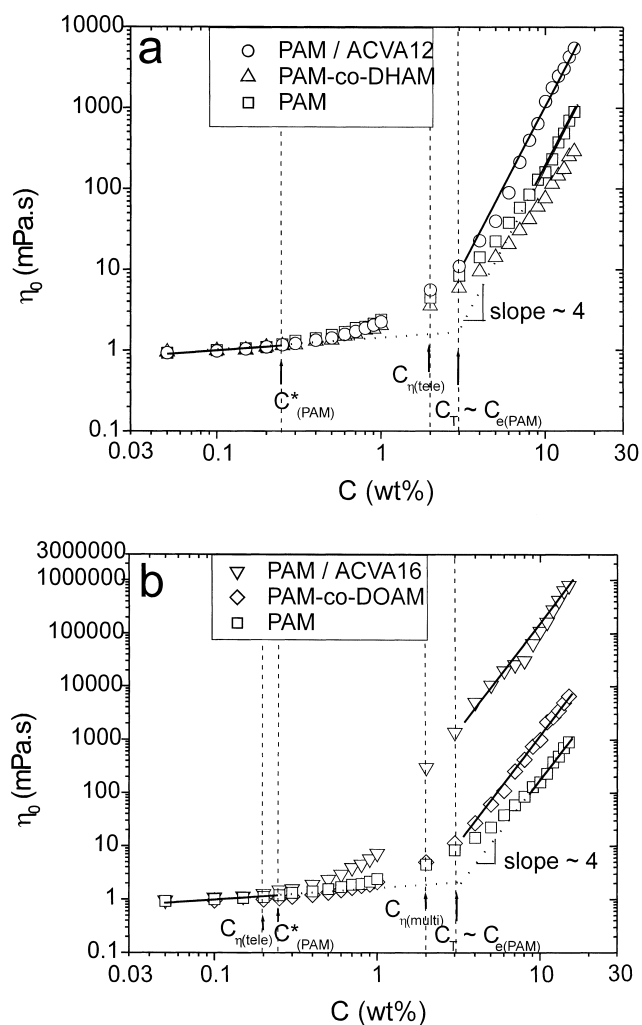 a
PAM / ACVA12
PAM-co-DHAM
PAM
10000
1000
100
10
1
0.1
η0 (mPa.s)
slope ~ 4
C*(PAM)
Cη(tele)
CT ~ Ce(PAM)
0.03
0.1
1
10
30
C (wt%)
b
PAM / ACVA16
PAM-co-DOAM
PAM
3000000
1000000
100000
10000
1000
100
10
1
0.1
η0 (mPa.s)
slope ~ 4
Cη(tele)
C*(PAM)
Cη(multi)
CT ~ Ce(PAM)
0.03
0.1
1
10
30
C (wt%)